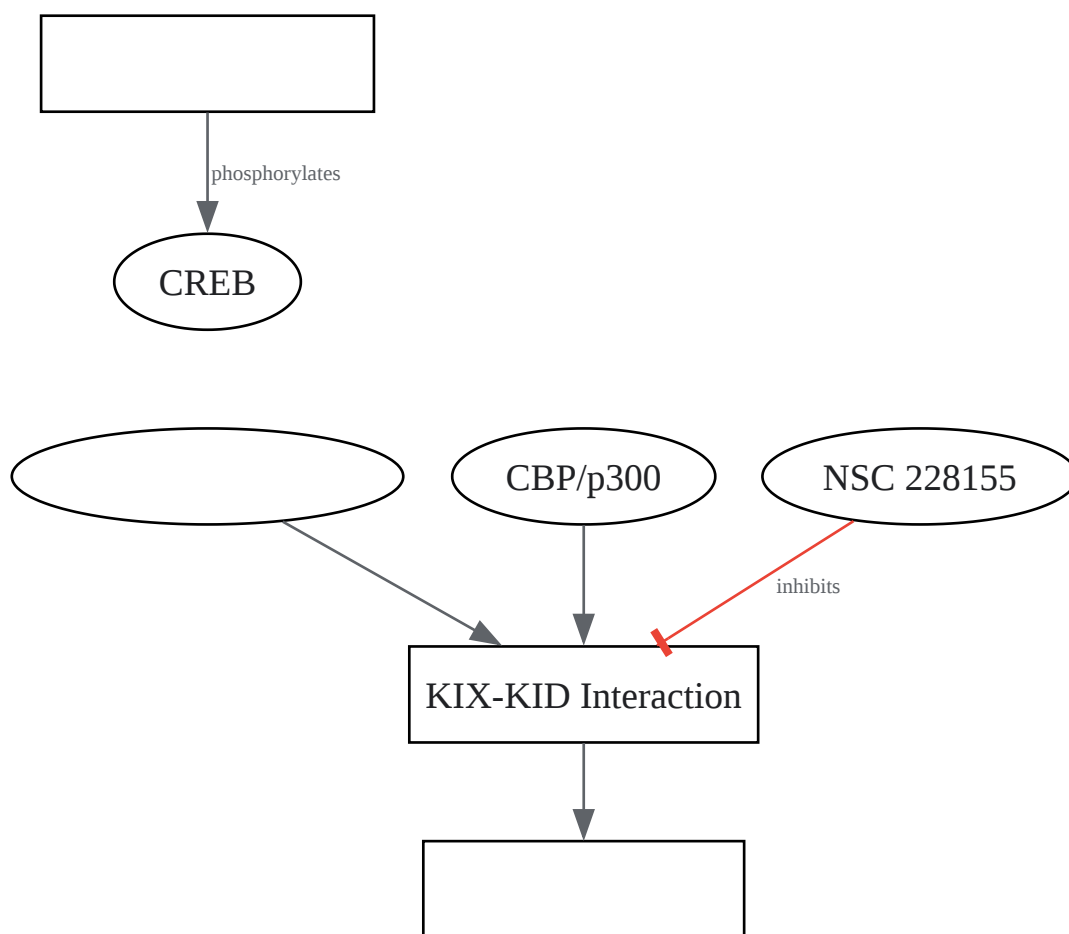 phosphorylates
CREB
CBP/p300
NSC 228155
inhibits
KIX-KID Interaction